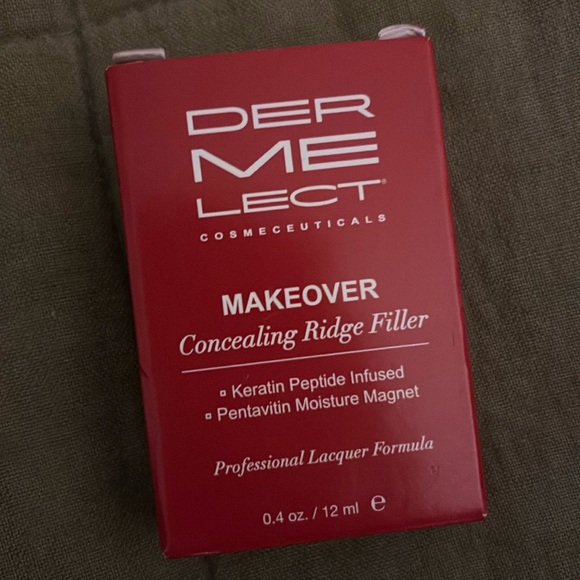 DER
ME
LECT®
COSMECEUTICALS
MAKEOVER
Concealing Ridge Filler
▫ Keratin Peptide Infused
▫ Pentavitin Moisture Magnet
Professional Lacquer Formula
0.4 oz. / 12 ml ℮